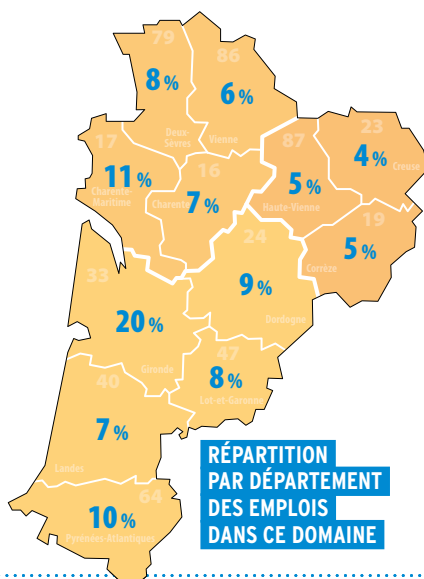 79
8 %
Deux-
Sèvres
86
6 %
Vienne
17
11 %
Charente-
Maritime
16
7 %
Charente
87
5 %
Haute-Vienne
23
4 %
Creuse
19
5 %
Corrèze
24
9 %
Dordogne
33
20 %
Gironde
47
8 %
Lot-et-Garonne
40
7 %
Landes
64
10 %
Pyrénées-Atlantiques
RÉPARTITION
PAR DÉPARTEMENT
DES EMPLOIS
DANS CE DOMAINE